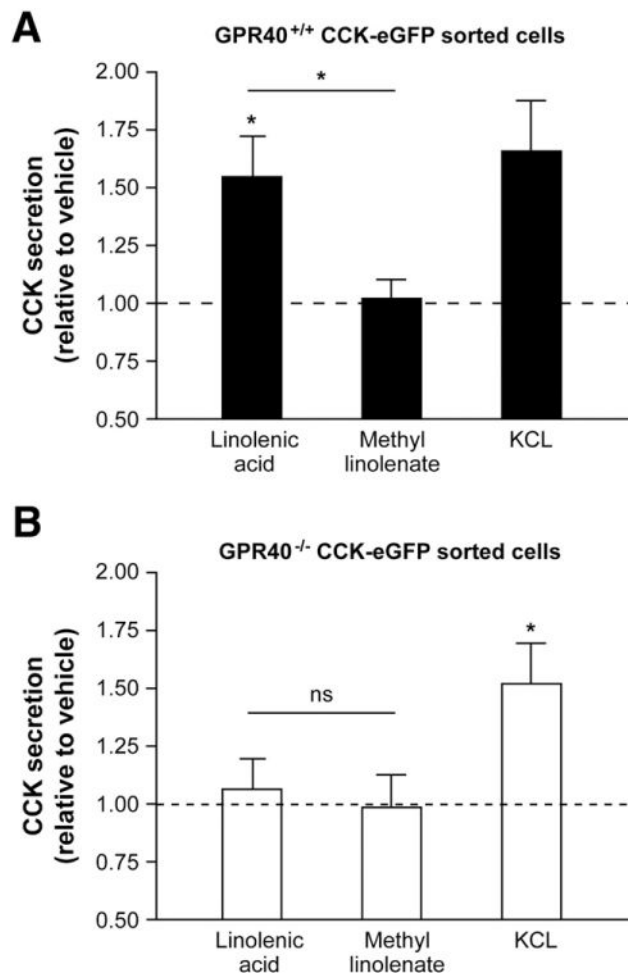 A
GPR40+/+ CCK-eGFP sorted cells
CCK secretion
(relative to vehicle)
2.00
1.75
1.50
1.25
1.00
0.75
0.50
*
*
Linolenic
acid
Methyl
linolenate
KCL
B
GPR40-/- CCK-eGFP sorted cells
CCK secretion
(relative to vehicle)
2.00
1.75
1.50
1.25
1.00
0.75
0.50
*
ns
Linolenic
acid
Methyl
linolenate
KCL